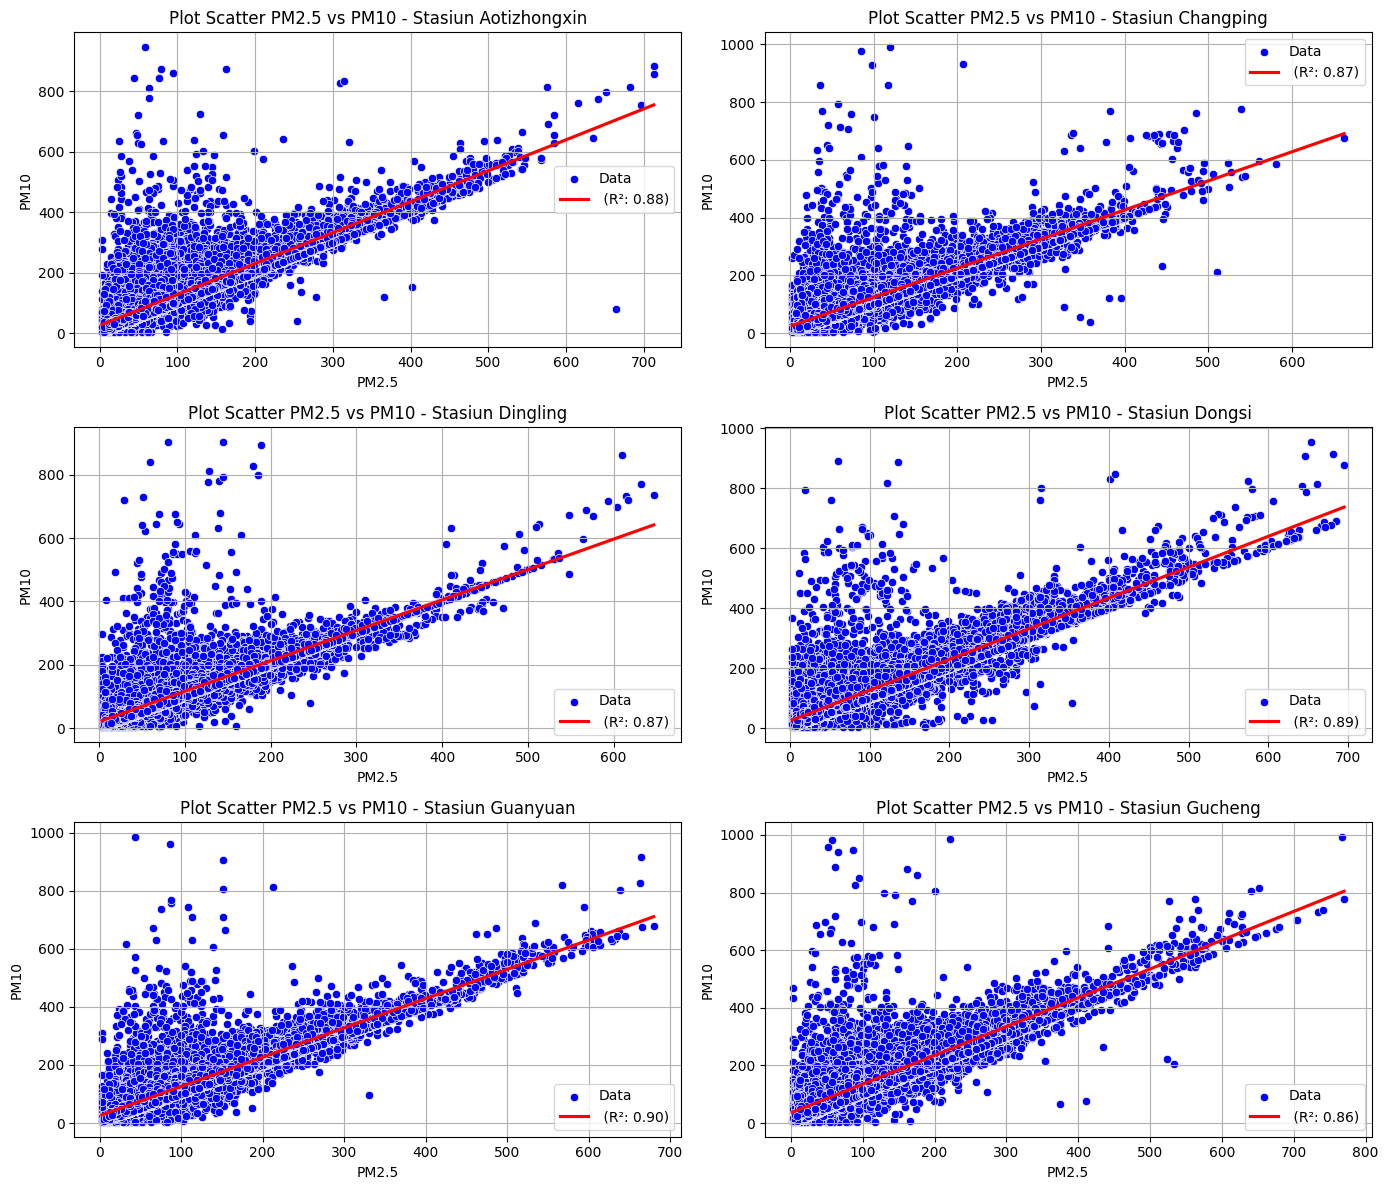 Plot Scatter PM2.5 vs PM10 - Stasiun Aotizhongxin
PM10
800
600
400
200
0
0 100 200 300 400 500 600 700
PM2.5
Data
(R²: 0.88)
Plot Scatter PM2.5 vs PM10 - Stasiun Changping
PM10
1000
800
600
400
200
0
0 100 200 300 400 500 600
PM2.5
Data
(R²: 0.87)
Plot Scatter PM2.5 vs PM10 - Stasiun Dingling
PM10
800
600
400
200
0
0 100 200 300 400 500 600
PM2.5
Data
(R²: 0.87)
Plot Scatter PM2.5 vs PM10 - Stasiun Dongsi
PM10
1000
800
600
400
200
0
0 100 200 300 400 500 600 700
PM2.5
Data
(R²: 0.89)
Plot Scatter PM2.5 vs PM10 - Stasiun Guanyuan
PM10
1000
800
600
400
200
0
0 100 200 300 400 500 600 700
PM2.5
Data
(R²: 0.90)
Plot Scatter PM2.5 vs PM10 - Stasiun Gucheng
PM10
1000
800
600
400
200
0
0 100 200 300 400 500 600 700 800
PM2.5
Data
(R²: 0.86)